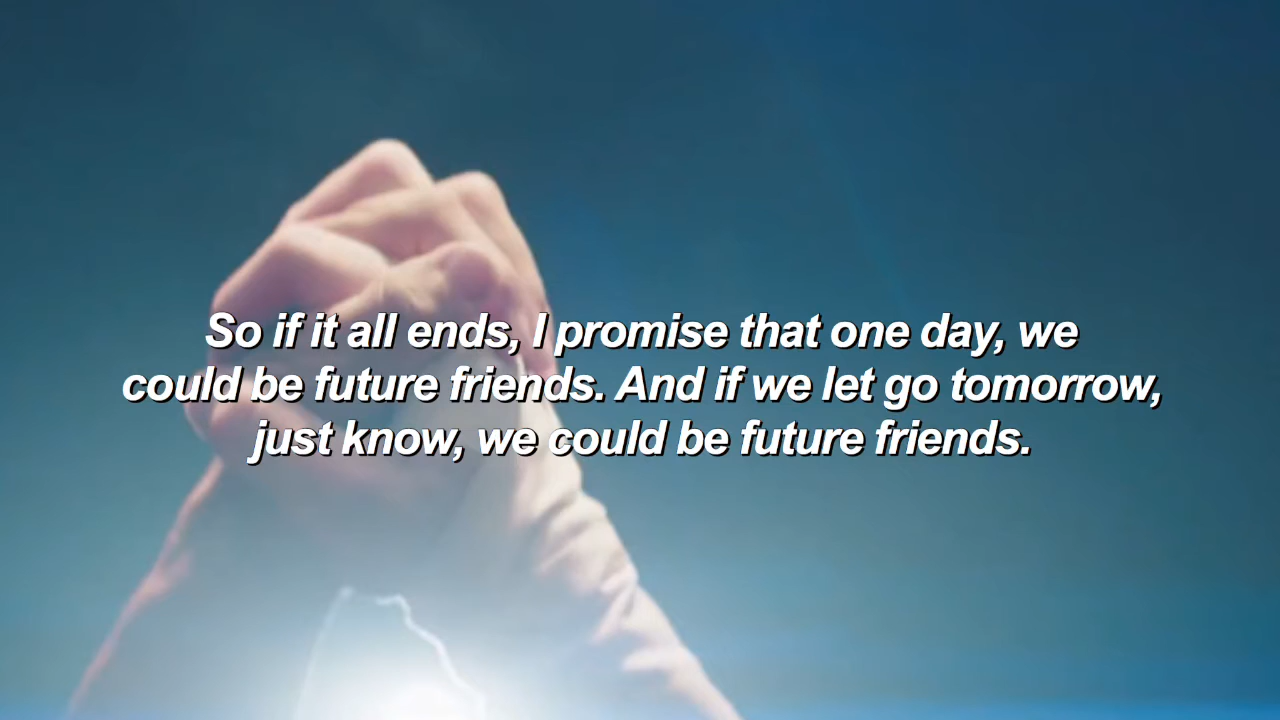 So if it all ends, I promise that one day, we
could be future friends. And if we let go tomorrow,
just know, we could be future friends.